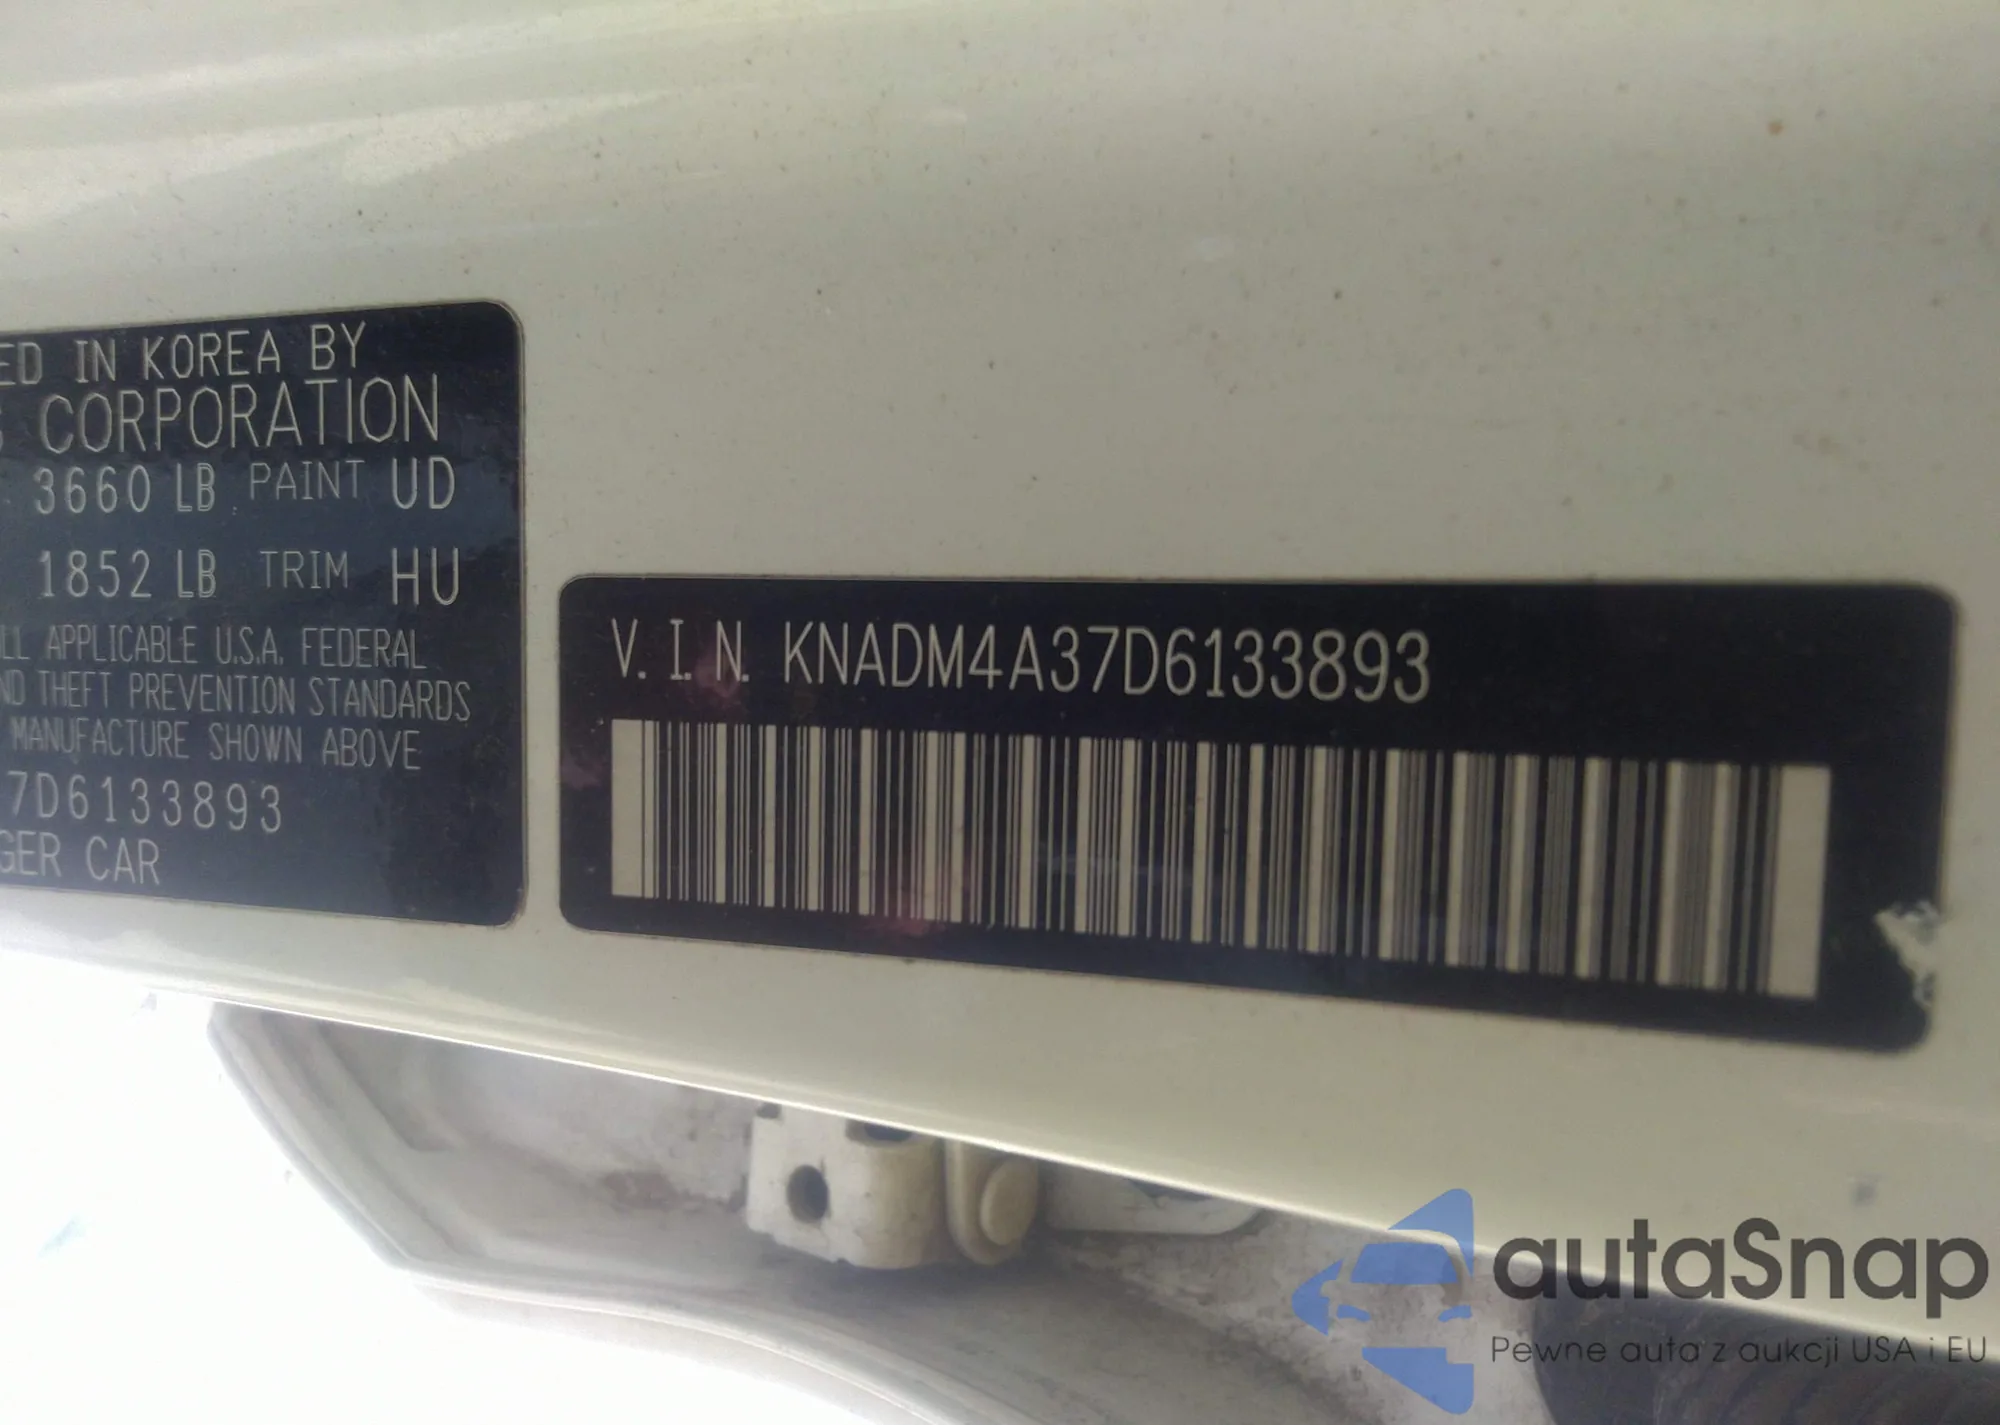 ED IN KOREA BY
CORPORATION
3660 LB PAINT UD
1852 LB TRIM HU
LL APPLICABLE U.S.A. FEDERAL
ND THEFT PREVENTION STANDARDS
MANUFACTURE SHOWN ABOVE
7D6133893
GER CAR
V.I.N. KNADM4A37D6133893
autaSnap
Pewne auta z aukcji USA i EU